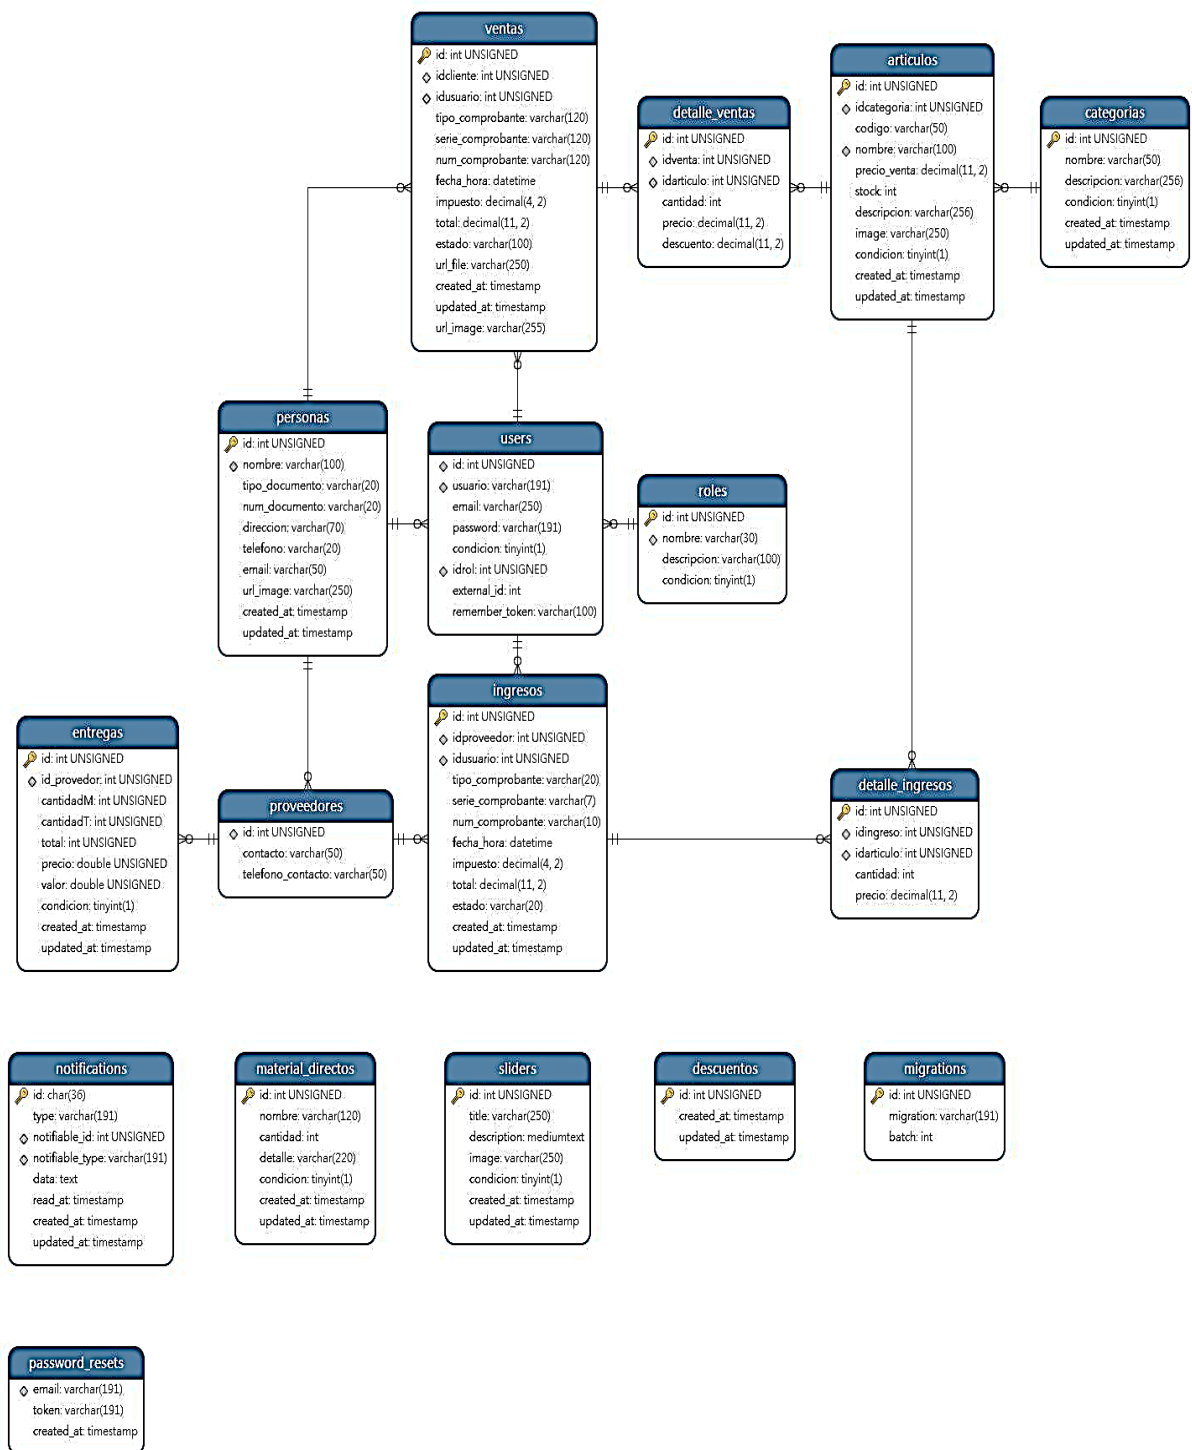 ventas
id: int UNSIGNED
idcliente: int UNSIGNED
idusuario: int UNSIGNED
tipo_comprobante: varchar(120)
serie_comprobante: varchar(120)
num_comprobante: varchar(120)
fecha_hora: datetime
impuesto: decimal(4, 2)
total: decimal(11, 2)
estado: varchar(100)
url_file: varchar(250)
created_at: timestamp
updated_at: timestamp
url_image: varchar(255)
detalle_ventas
id: int UNSIGNED
idventa: int UNSIGNED
idarticulo: int UNSIGNED
cantidad: int
precio: decimal(11, 2)
descuento: decimal(11, 2)
articulos
id: int UNSIGNED
idcategoria: int UNSIGNED
codigo: varchar(50)
nombre: varchar(100)
precio_venta: decimal(11, 2)
stock: int
descripcion: varchar(256)
image: varchar(250)
condicion: tinyint(1)
created_at: timestamp
updated_at: timestamp
categorias
id: int UNSIGNED
nombre: varchar(50)
descripcion: varchar(256)
condicion: tinyint(1)
created_at: timestamp
updated_at: timestamp
personas
id: int UNSIGNED
nombre: varchar(100)
tipo_documento: varchar(20)
num_documento: varchar(20)
direccion: varchar(70)
telefono: varchar(20)
email: varchar(50)
url_image: varchar(250)
created_at: timestamp
updated_at: timestamp
users
id: int UNSIGNED
usuario: varchar(191)
email: varchar(250)
password: varchar(191)
condicion: tinyint(1)
idrol: int UNSIGNED
external_id: int
remember_token: varchar(100)
roles
id: int UNSIGNED
nombre: varchar(30)
descripcion: varchar(100)
condicion: tinyint(1)
entregas
id: int UNSIGNED
id_provedor: int UNSIGNED
cantidadM: int UNSIGNED
cantidadT: int UNSIGNED
total: int UNSIGNED
precio: double UNSIGNED
valor: double UNSIGNED
condicion: tinyint(1)
created_at: timestamp
updated_at: timestamp
proveedores
id: int UNSIGNED
contacto: varchar(50)
telefono_contacto: varchar(50)
ingresos
id: int UNSIGNED
idproveedor: int UNSIGNED
idusuario: int UNSIGNED
tipo_comprobante: varchar(20)
serie_comprobante: varchar(7)
num_comprobante: varchar(10)
fecha_hora: datetime
impuesto: decimal(4, 2)
total: decimal(11, 2)
estado: varchar(20)
created_at: timestamp
updated_at: timestamp
detalle_ingresos
id: int UNSIGNED
idingreso: int UNSIGNED
idarticulo: int UNSIGNED
cantidad: int
precio: decimal(11, 2)
notifications
id: char(36)
type: varchar(191)
notifiable_id: int UNSIGNED
notifiable_type: varchar(191)
data: text
read_at: timestamp
created_at: timestamp
updated_at: timestamp
material_directos
id: int UNSIGNED
nombre: varchar(120)
cantidad: int
detalle: varchar(220)
condicion: tinyint(1)
created_at: timestamp
updated_at: timestamp
sliders
id: int UNSIGNED
title: varchar(250)
description: mediumtext
image: varchar(250)
condicion: tinyint(1)
created_at: timestamp
updated_at: timestamp
descuentos
id: int UNSIGNED
created_at: timestamp
updated_at: timestamp
migrations
id: int UNSIGNED
migration: varchar(191)
batch: int
password_resets
email: varchar(191)
token: varchar(191)
created_at: timestamp